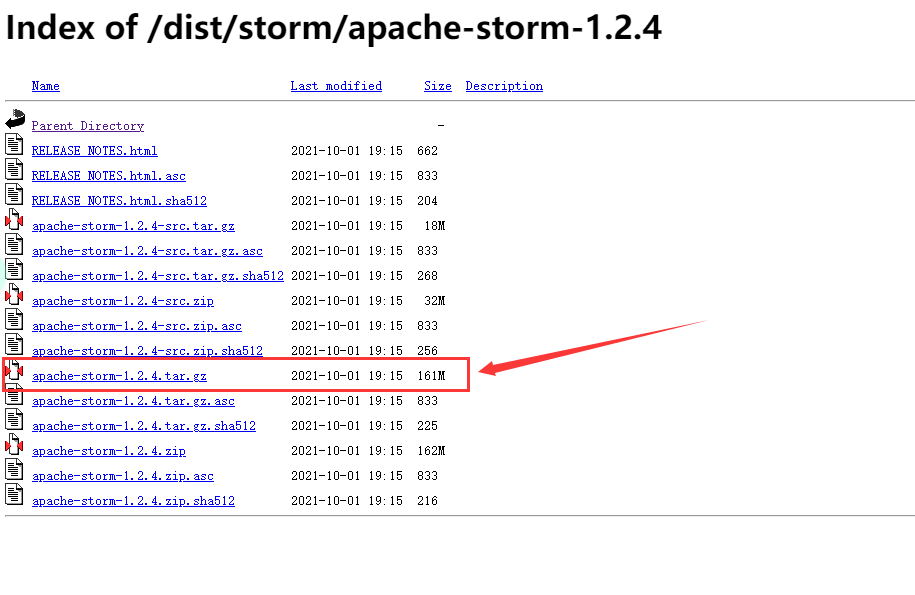 Index of /dist/storm/apache-storm-1.2.4
Name Last modified Size Description
Parent Directory -
RELEASE_NOTES.html 2021-10-01 19:15 662
RELEASE_NOTES.html.asc 2021-10-01 19:15 833
RELEASE_NOTES.html.sha512 2021-10-01 19:15 204
apache-storm-1.2.4-src.tar.gz 2021-10-01 19:15 18M
apache-storm-1.2.4-src.tar.gz.asc 2021-10-01 19:15 833
apache-storm-1.2.4-src.tar.gz.sha512 2021-10-01 19:15 268
apache-storm-1.2.4-src.zip 2021-10-01 19:15 32M
apache-storm-1.2.4-src.zip.asc 2021-10-01 19:15 833
apache-storm-1.2.4-src.zip.sha512 2021-10-01 19:15 256
apache-storm-1.2.4.tar.gz 2021-10-01 19:15 161M
apache-storm-1.2.4.tar.gz.asc 2021-10-01 19:15 833
apache-storm-1.2.4.tar.gz.sha512 2021-10-01 19:15 225
apache-storm-1.2.4.zip 2021-10-01 19:15 162M
apache-storm-1.2.4.zip.asc 2021-10-01 19:15 833
apache-storm-1.2.4.zip.sha512 2021-10-01 19:15 216